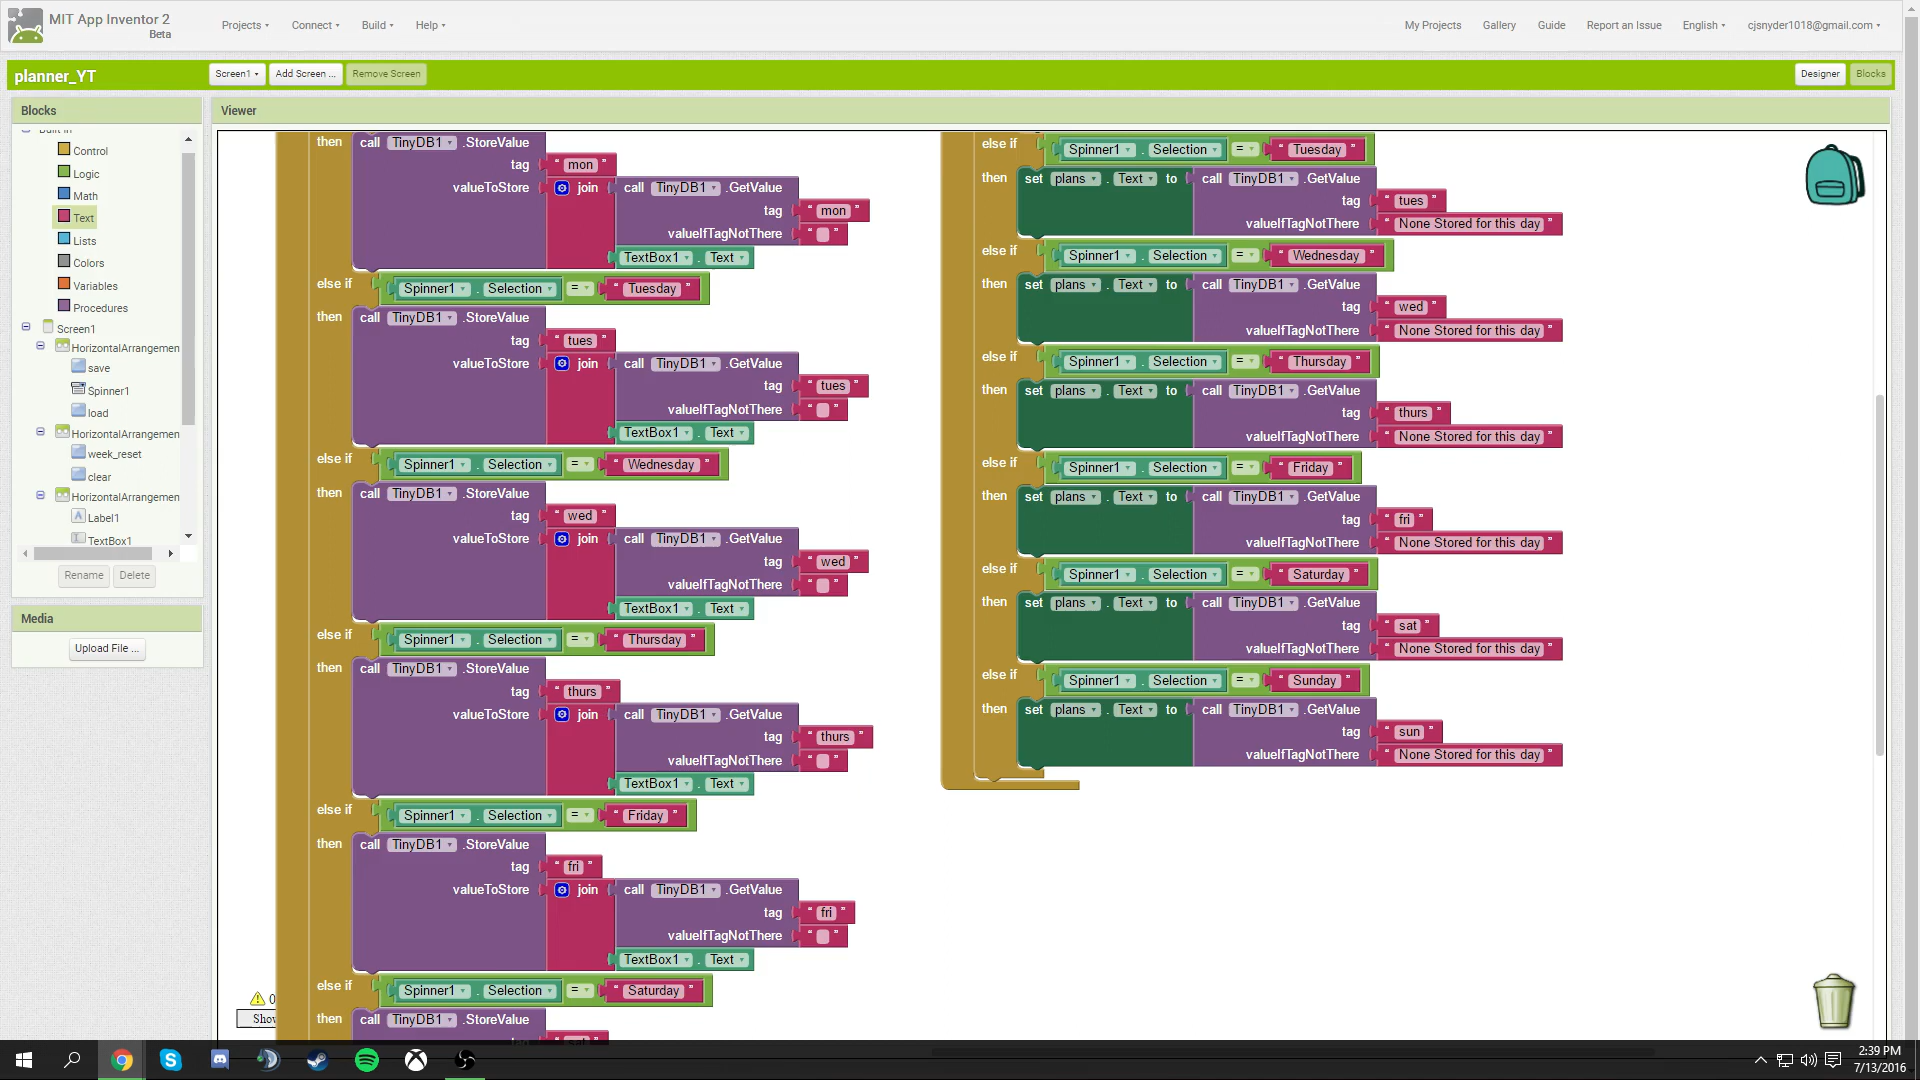 MIT App Inventor 2
Beta
Projects Connect Build Help
My Projects Gallery Guide Report an Issue English cjsnyder1018@gmail.com
planner_YT
Screen1 Add Screen ... Remove Screen
Designer Blocks
Blocks
Built in
Control
Logic
Math
Text
Lists
Colors
Variables
Procedures
Screen1
HorizontalArrangemen
save
Spinner1
load
HorizontalArrangemen
week_reset
clear
HorizontalArrangemen
Label1
TextBox1
Rename Delete
Media
Upload File ...
Viewer
then call TinyDB1 .StoreValue
tag " mon "
valueToStore join call TinyDB1 .GetValue
tag " mon "
valueIfTagNotThere " "
TextBox1 . Text
else if Spinner1 . Selection = " Tuesday "
then call TinyDB1 .StoreValue
tag " tues "
valueToStore join call TinyDB1 .GetValue
tag " tues "
valueIfTagNotThere " "
TextBox1 . Text
else if Spinner1 . Selection = " Wednesday "
then call TinyDB1 .StoreValue
tag " wed "
valueToStore join call TinyDB1 .GetValue
tag " wed "
valueIfTagNotThere " "
TextBox1 . Text
else if Spinner1 . Selection = " Thursday "
then call TinyDB1 .StoreValue
tag " thurs "
valueToStore join call TinyDB1 .GetValue
tag " thurs "
valueIfTagNotThere " "
TextBox1 . Text
else if Spinner1 . Selection = " Friday "
then call TinyDB1 .StoreValue
tag " fri "
valueToStore join call TinyDB1 .GetValue
tag " fri "
valueIfTagNotThere " "
TextBox1 . Text
else if Spinner1 . Selection = " Saturday "
then call TinyDB1 .StoreValue
0
Show
else if Spinner1 . Selection = " Tuesday "
then set plans . Text to call TinyDB1 .GetValue
tag " tues "
valueIfTagNotThere " None Stored for this day "
else if Spinner1 . Selection = " Wednesday "
then set plans . Text to call TinyDB1 .GetValue
tag " wed "
valueIfTagNotThere " None Stored for this day "
else if Spinner1 . Selection = " Thursday "
then set plans . Text to call TinyDB1 .GetValue
tag " thurs "
valueIfTagNotThere " None Stored for this day "
else if Spinner1 . Selection = " Friday "
then set plans . Text to call TinyDB1 .GetValue
tag " fri "
valueIfTagNotThere " None Stored for this day "
else if Spinner1 . Selection = " Saturday "
then set plans . Text to call TinyDB1 .GetValue
tag " sat "
valueIfTagNotThere " None Stored for this day "
else if Spinner1 . Selection = " Sunday "
then set plans . Text to call TinyDB1 .GetValue
tag " sun "
valueIfTagNotThere " None Stored for this day "
2:39 PM
7/13/2016